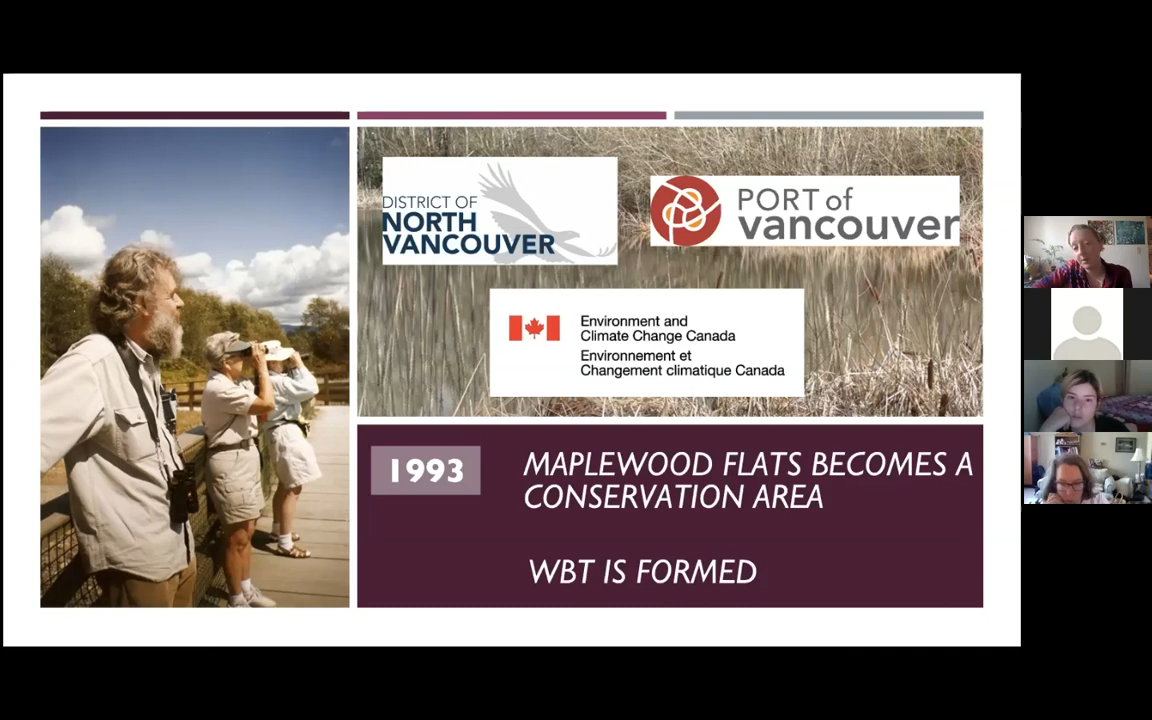 DISTRICT OF
NORTH
VANCOUVER
PORT of
vancouver
Environment and
Climate Change Canada
Environnement et
Changement climatique Canada
1993
MAPLEWOOD FLATS BECOMES A
CONSERVATION AREA
WBT IS FORMED